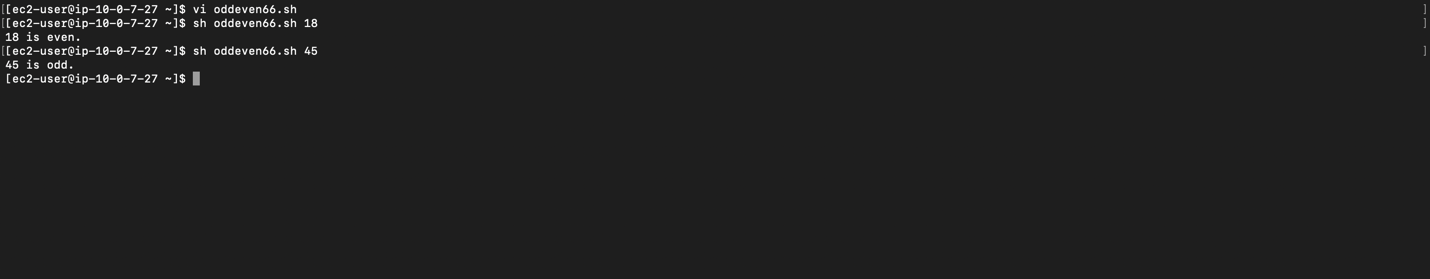 [[ec2-user@ip-10-0-7-27 ~]$ vi oddeven66.sh ]
[[ec2-user@ip-10-0-7-27 ~]$ sh oddeven66.sh 18 ]
18 is even.
[[ec2-user@ip-10-0-7-27 ~]$ sh oddeven66.sh 45 ]
45 is odd.
[ec2-user@ip-10-0-7-27 ~]$